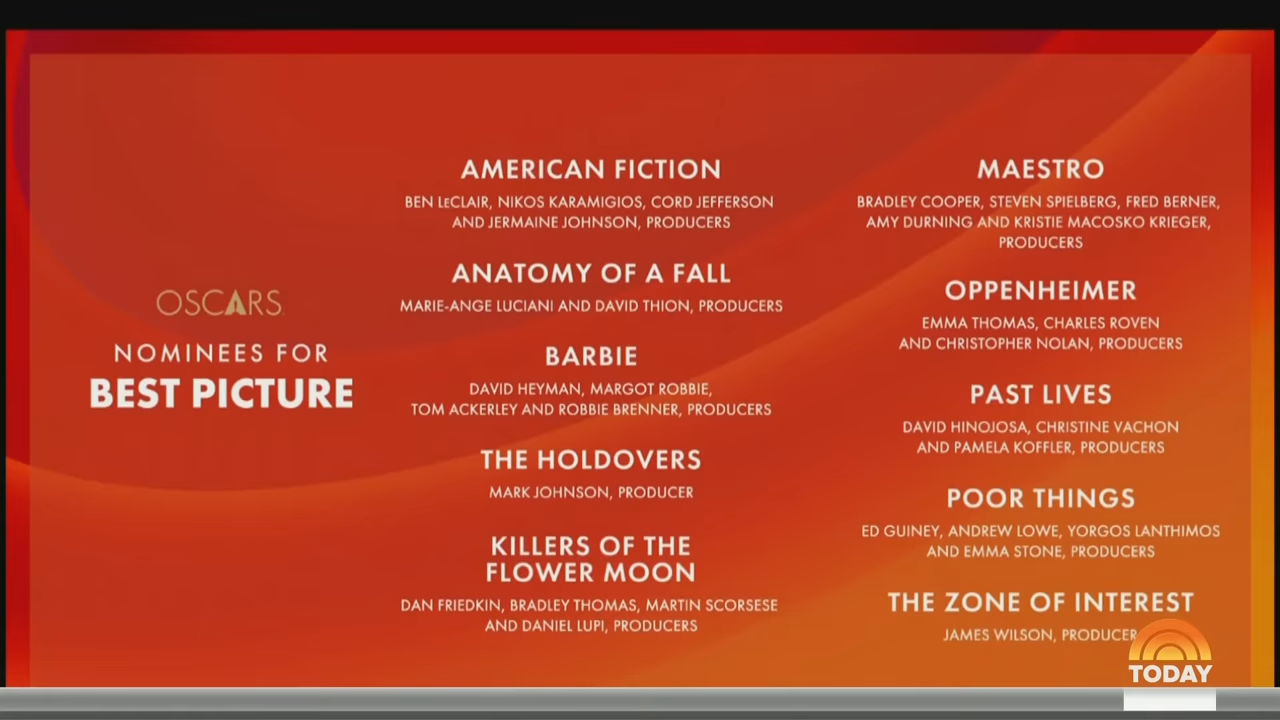 OSCARS
NOMINEES FOR
BEST PICTURE
AMERICAN FICTION
BEN LeCLAIR, NIKOS KARAMIGIOS, CORD JEFFERSON
AND JERMAINE JOHNSON, PRODUCERS
ANATOMY OF A FALL
MARIE-ANGE LUCIANI AND DAVID THION, PRODUCERS
BARBIE
DAVID HEYMAN, MARGOT ROBBIE,
TOM ACKERLEY AND ROBBIE BRENNER, PRODUCERS
THE HOLDOVERS
MARK JOHNSON, PRODUCER
KILLERS OF THE
FLOWER MOON
DAN FRIEDKIN, BRADLEY THOMAS, MARTIN SCORSESE
AND DANIEL LUPI, PRODUCERS
MAESTRO
BRADLEY COOPER, STEVEN SPIELBERG, FRED BERNER,
AMY DURNING AND KRISTIE MACOSKO KRIEGER,
PRODUCERS
OPPENHEIMER
EMMA THOMAS, CHARLES ROVEN
AND CHRISTOPHER NOLAN, PRODUCERS
PAST LIVES
DAVID HINOJOSA, CHRISTINE VACHON
AND PAMELA KOFFLER, PRODUCERS
POOR THINGS
ED GUINEY, ANDREW LOWE, YORGOS LANTHIMOS
AND EMMA STONE, PRODUCERS
THE ZONE OF INTEREST
JAMES WILSON, PRODUCER
TODAY